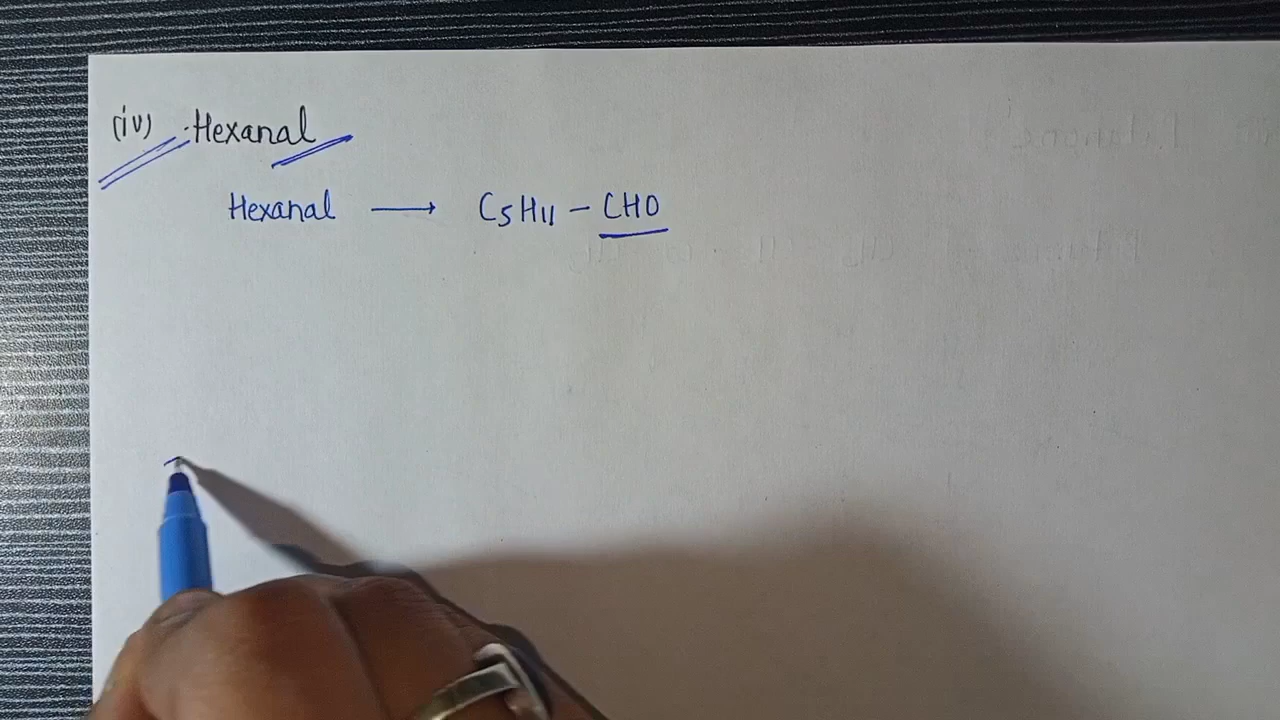 (iv) Hexanal
Hexanal ⟶ C₅H₁₁ – CHO